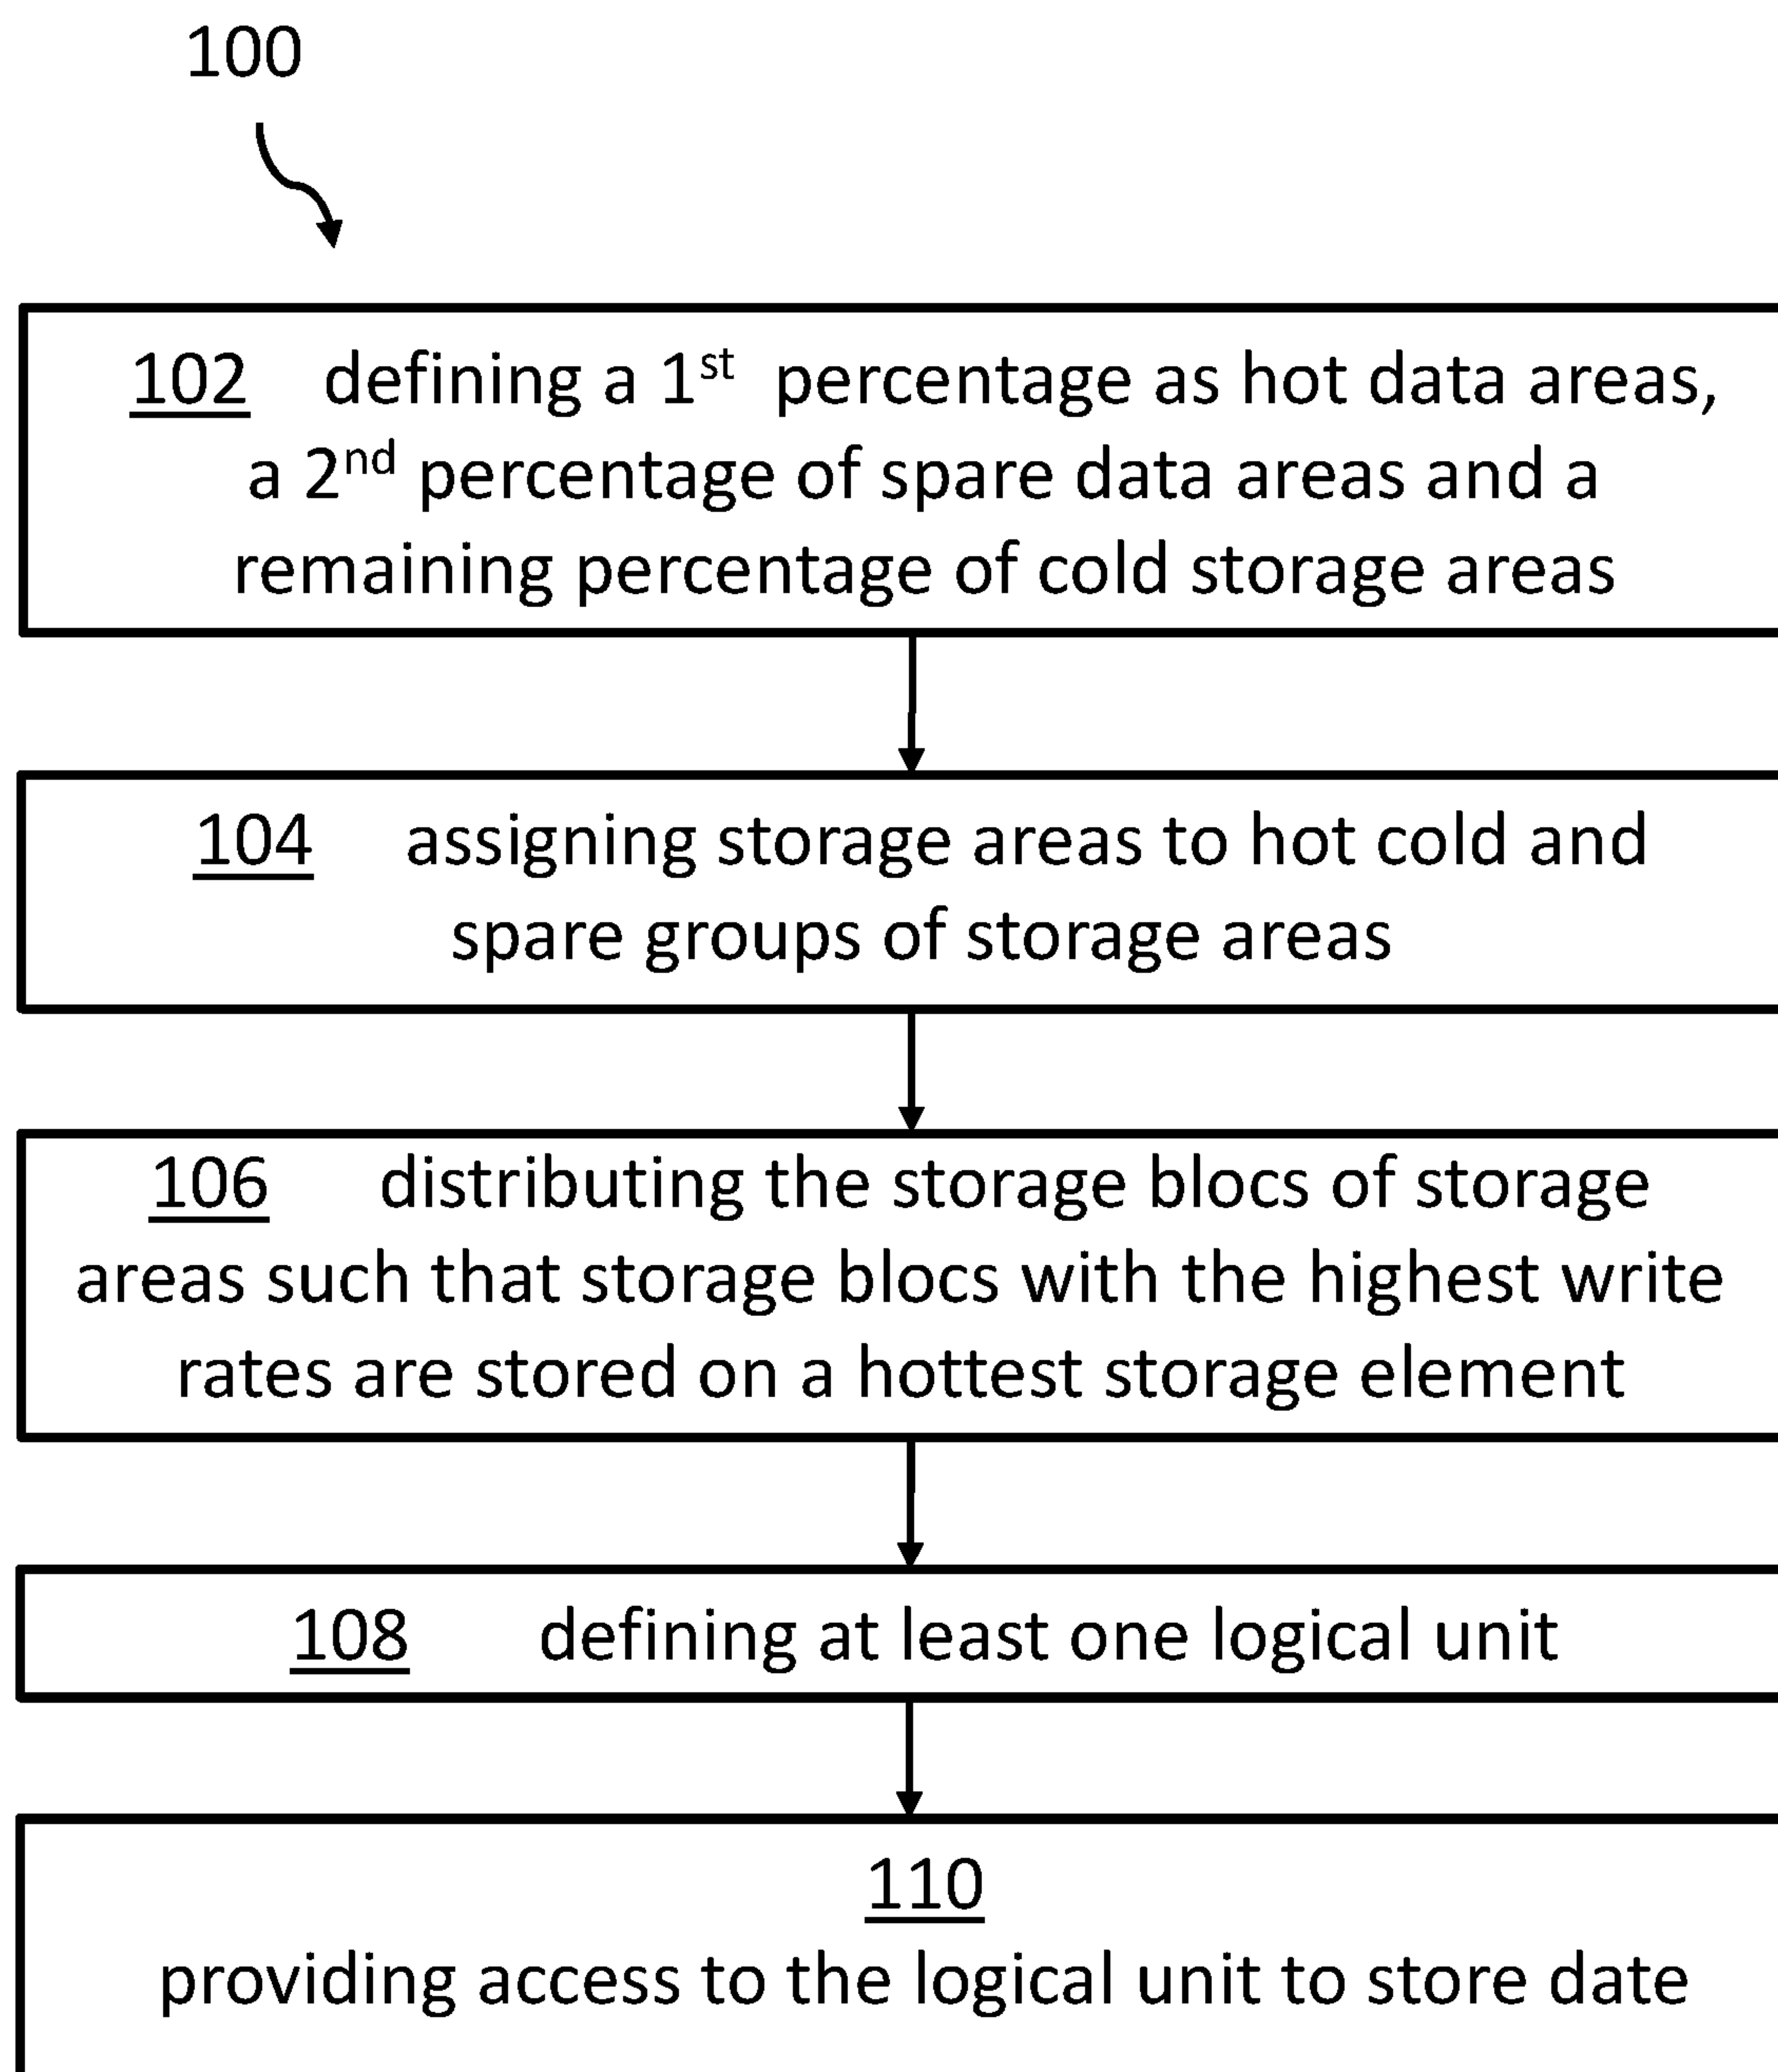 100
102 defining a 1st percentage as hot data areas,
a 2nd percentage of spare data areas and a
remaining percentage of cold storage areas
104 assigning storage areas to hot cold and
spare groups of storage areas
106 distributing the storage blocs of storage
areas such that storage blocs with the highest write
rates are stored on a hottest storage element
108 defining at least one logical unit
110
providing access to the logical unit to store date